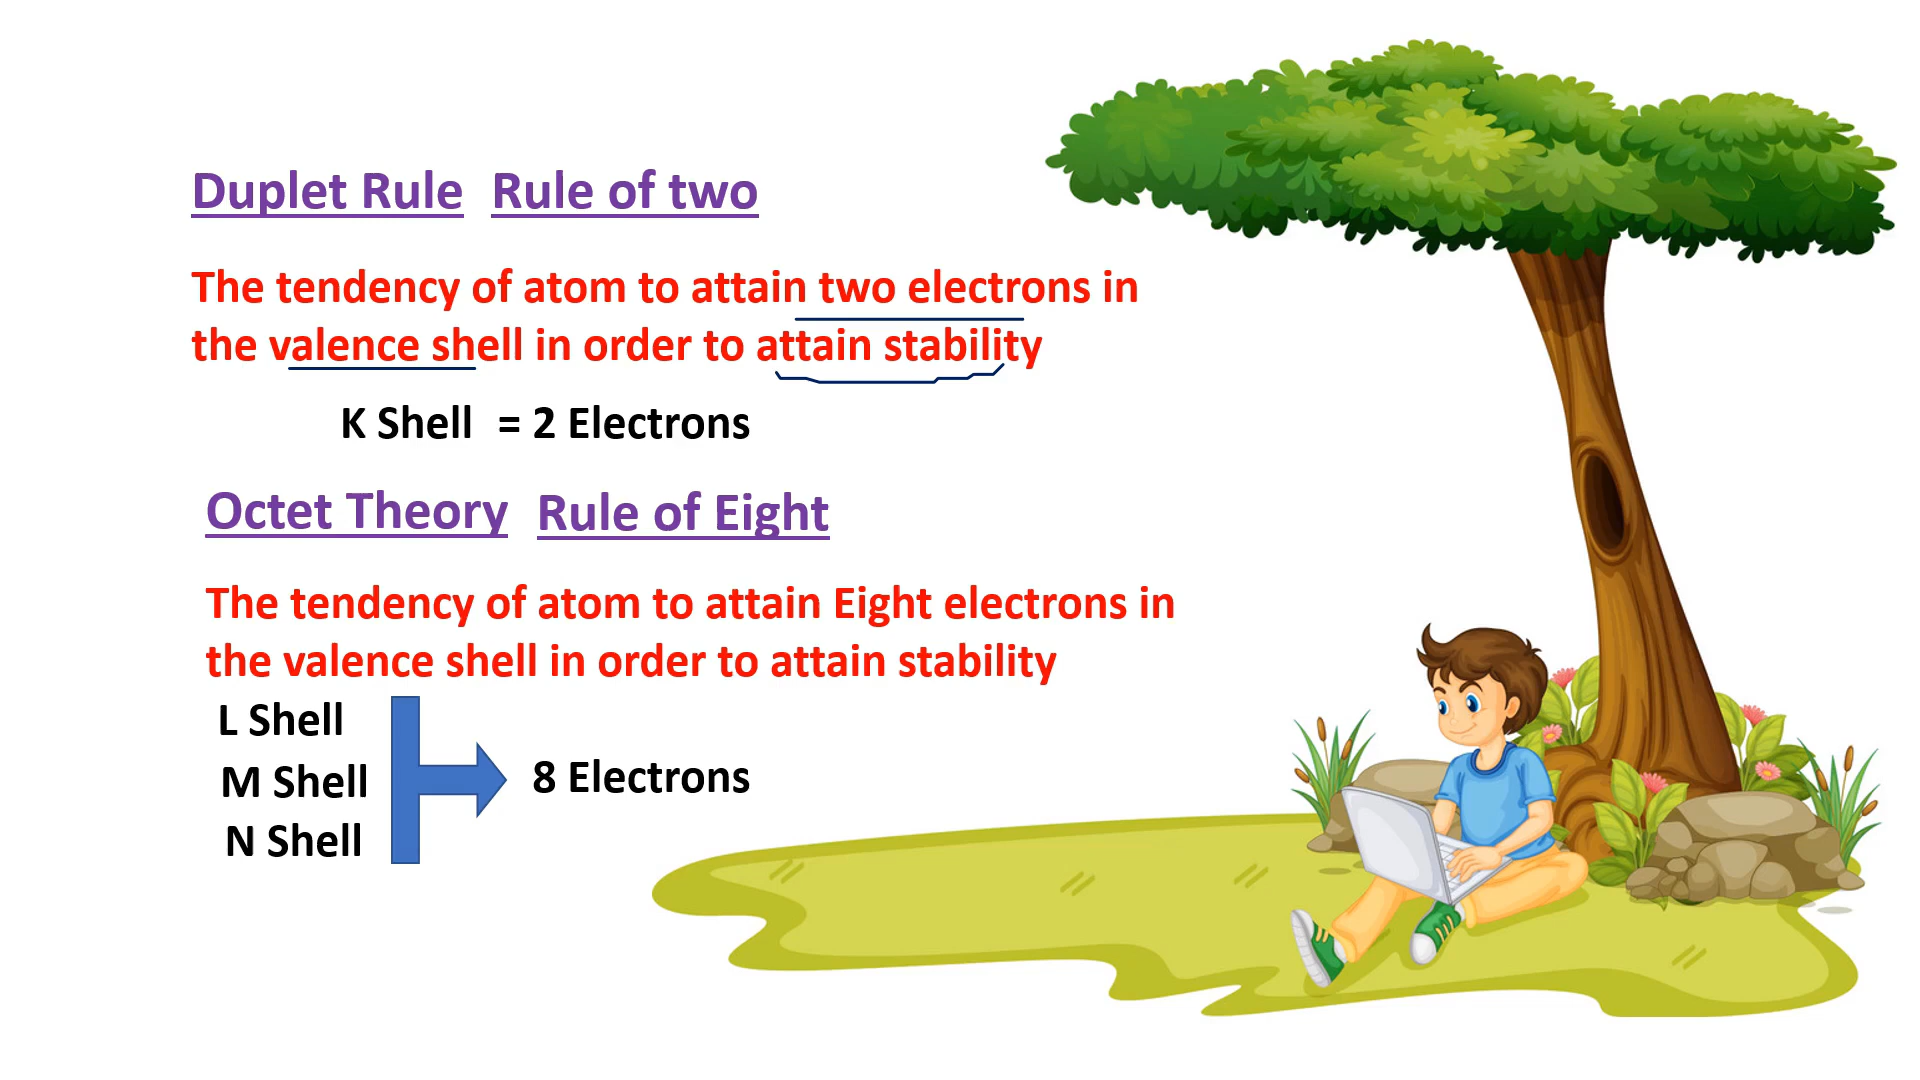 Duplet Rule Rule of two
The tendency of atom to attain two electrons in
the valence shell in order to attain stability
K Shell = 2 Electrons
Octet Theory Rule of Eight
The tendency of atom to attain Eight electrons in
the valence shell in order to attain stability
L Shell
M Shell
8 Electrons
N Shell